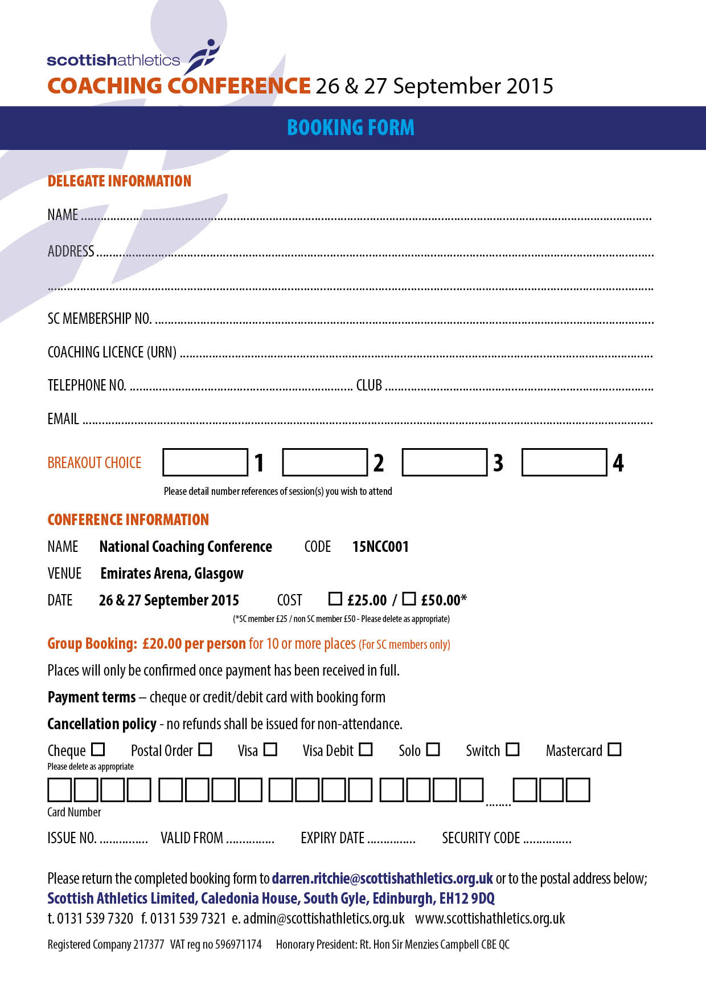 scottishathletics
COACHING CONFERENCE 26 & 27 September 2015
BOOKING FORM
DELEGATE INFORMATION
NAME ........................................
ADDRESS ........................................
........................................
SC MEMBERSHIP NO. ........................................
COACHING LICENCE (URN) ........................................
TELEPHONE NO. ........................................ CLUB ........................................
EMAIL ........................................
BREAKOUT CHOICE 1 2 3 4
Please detail number references of session(s) you wish to attend
CONFERENCE INFORMATION
NAME National Coaching Conference CODE 15NCC001
VENUE Emirates Arena, Glasgow
DATE 26 & 27 September 2015 COST ☐ £25.00 / ☐ £50.00*
(*SC member £25 / non SC member £50 - Please delete as appropriate)
Group Booking: £20.00 per person for 10 or more places (For SC members only)
Places will only be confirmed once payment has been received in full.
Payment terms – cheque or credit/debit card with booking form
Cancellation policy - no refunds shall be issued for non-attendance.
Cheque ☐ Postal Order ☐ Visa ☐ Visa Debit ☐ Solo ☐ Switch ☐ Mastercard ☐
Please delete as appropriate
........
Card Number
ISSUE NO. ............... VALID FROM ............... EXPIRY DATE ............... SECURITY CODE ...............
Please return the completed booking form to darren.ritchie@scottishathletics.org.uk or to the postal address below;
Scottish Athletics Limited, Caledonia House, South Gyle, Edinburgh, EH12 9DQ
t. 0131 539 7320 f. 0131 539 7321 e. admin@scottishathletics.org.uk www.scottishathletics.org.uk
Registered Company 217377 VAT reg no 596971174 Honorary President: Rt. Hon Sir Menzies Campbell CBE QC